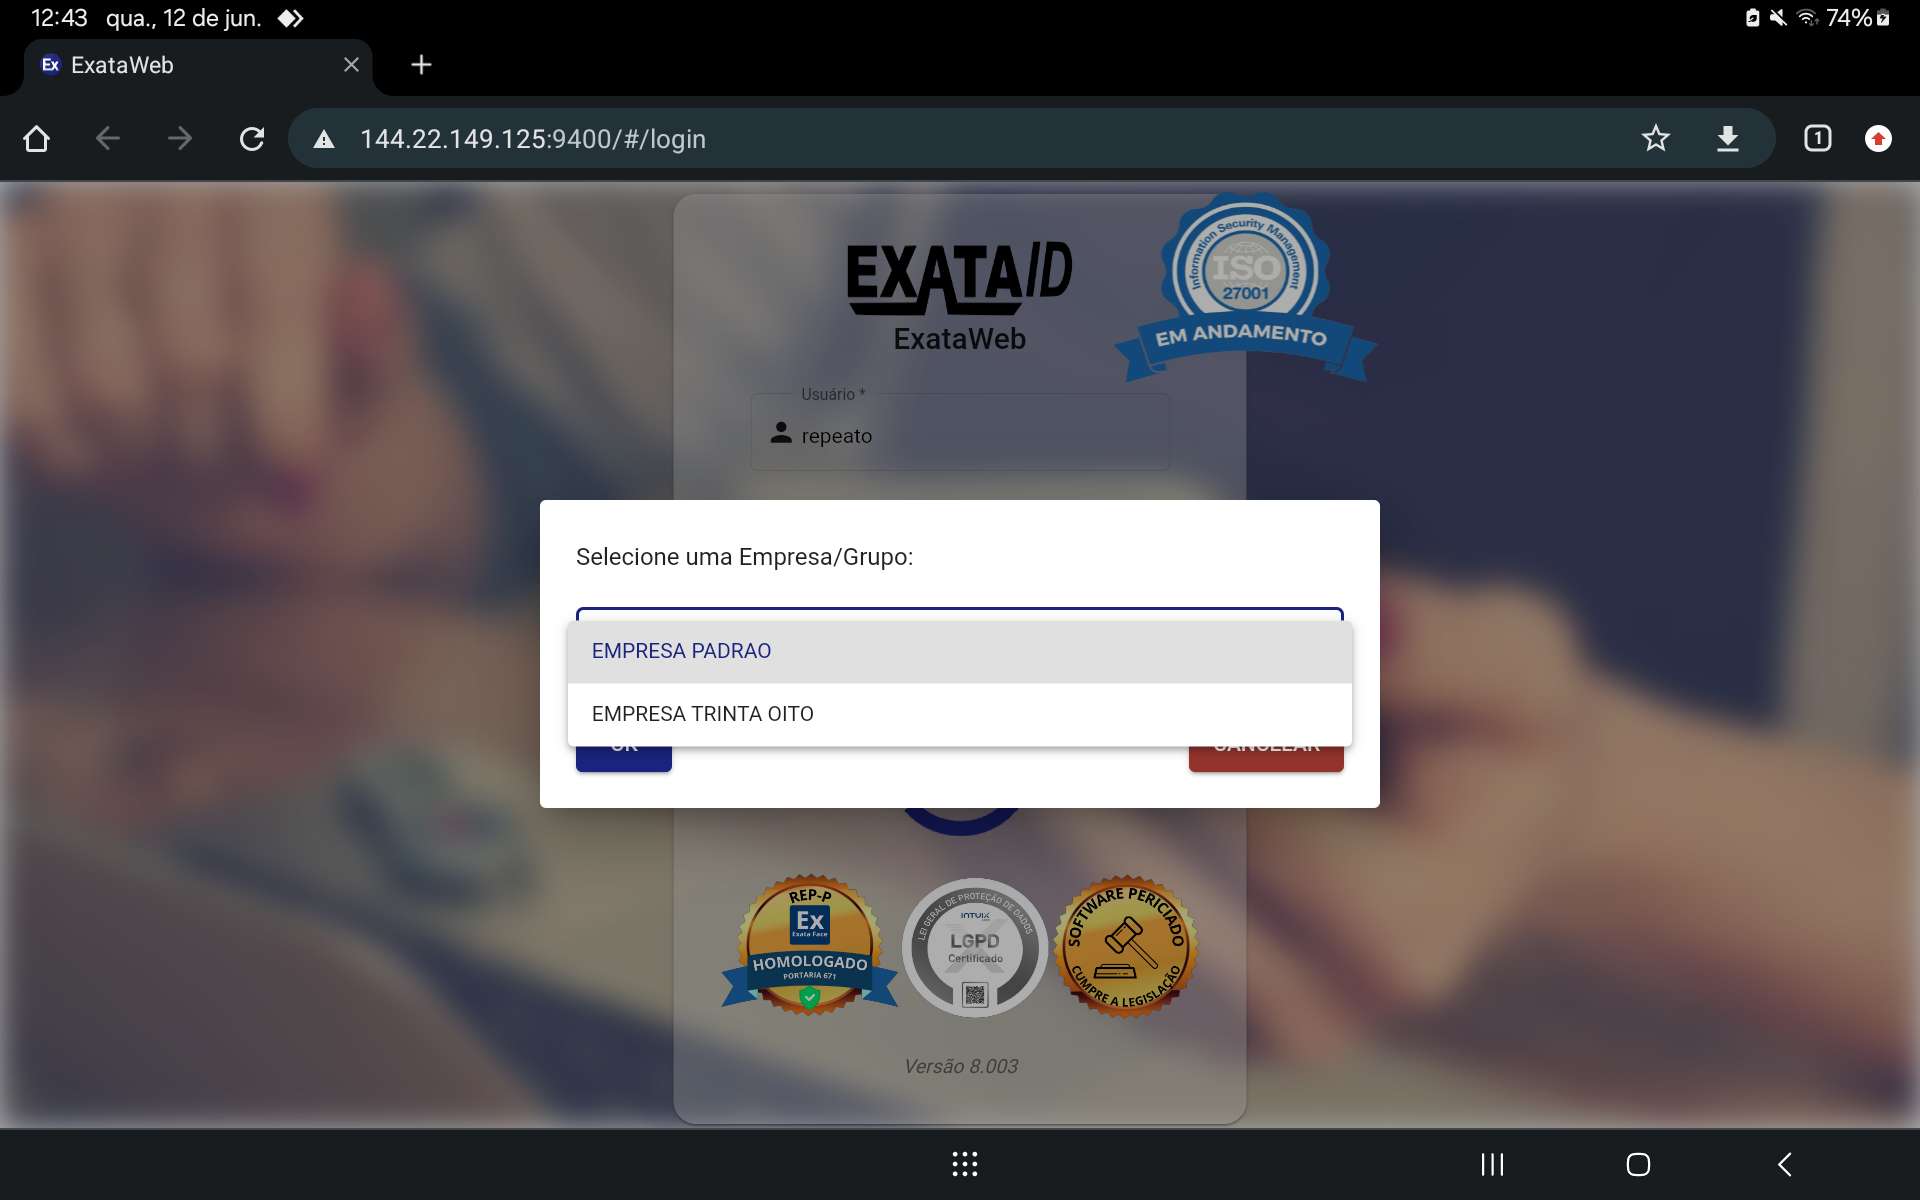 12:43 qua., 12 de jun. 74%
Ex ExataWeb
144.22.149.125:9400/#/login 1
EXATAID
ExataWeb
Information Security Management
ISO
27001
EM ANDAMENTO
Usuário *
repeato
Selecione uma Empresa/Grupo:
EMPRESA PADRAO
EMPRESA TRINTA OITO
OK CANCELAR
REP-P
Ex
Exata Face
HOMOLOGADO
PORTARIA 671
LEI GERAL DE PROTEÇÃO DE DADOS
INTUIX
LGPD
Certificado
SOFTWARE PERICIADO
CUMPRE A LEGISLAÇÃO
Versão 8.003